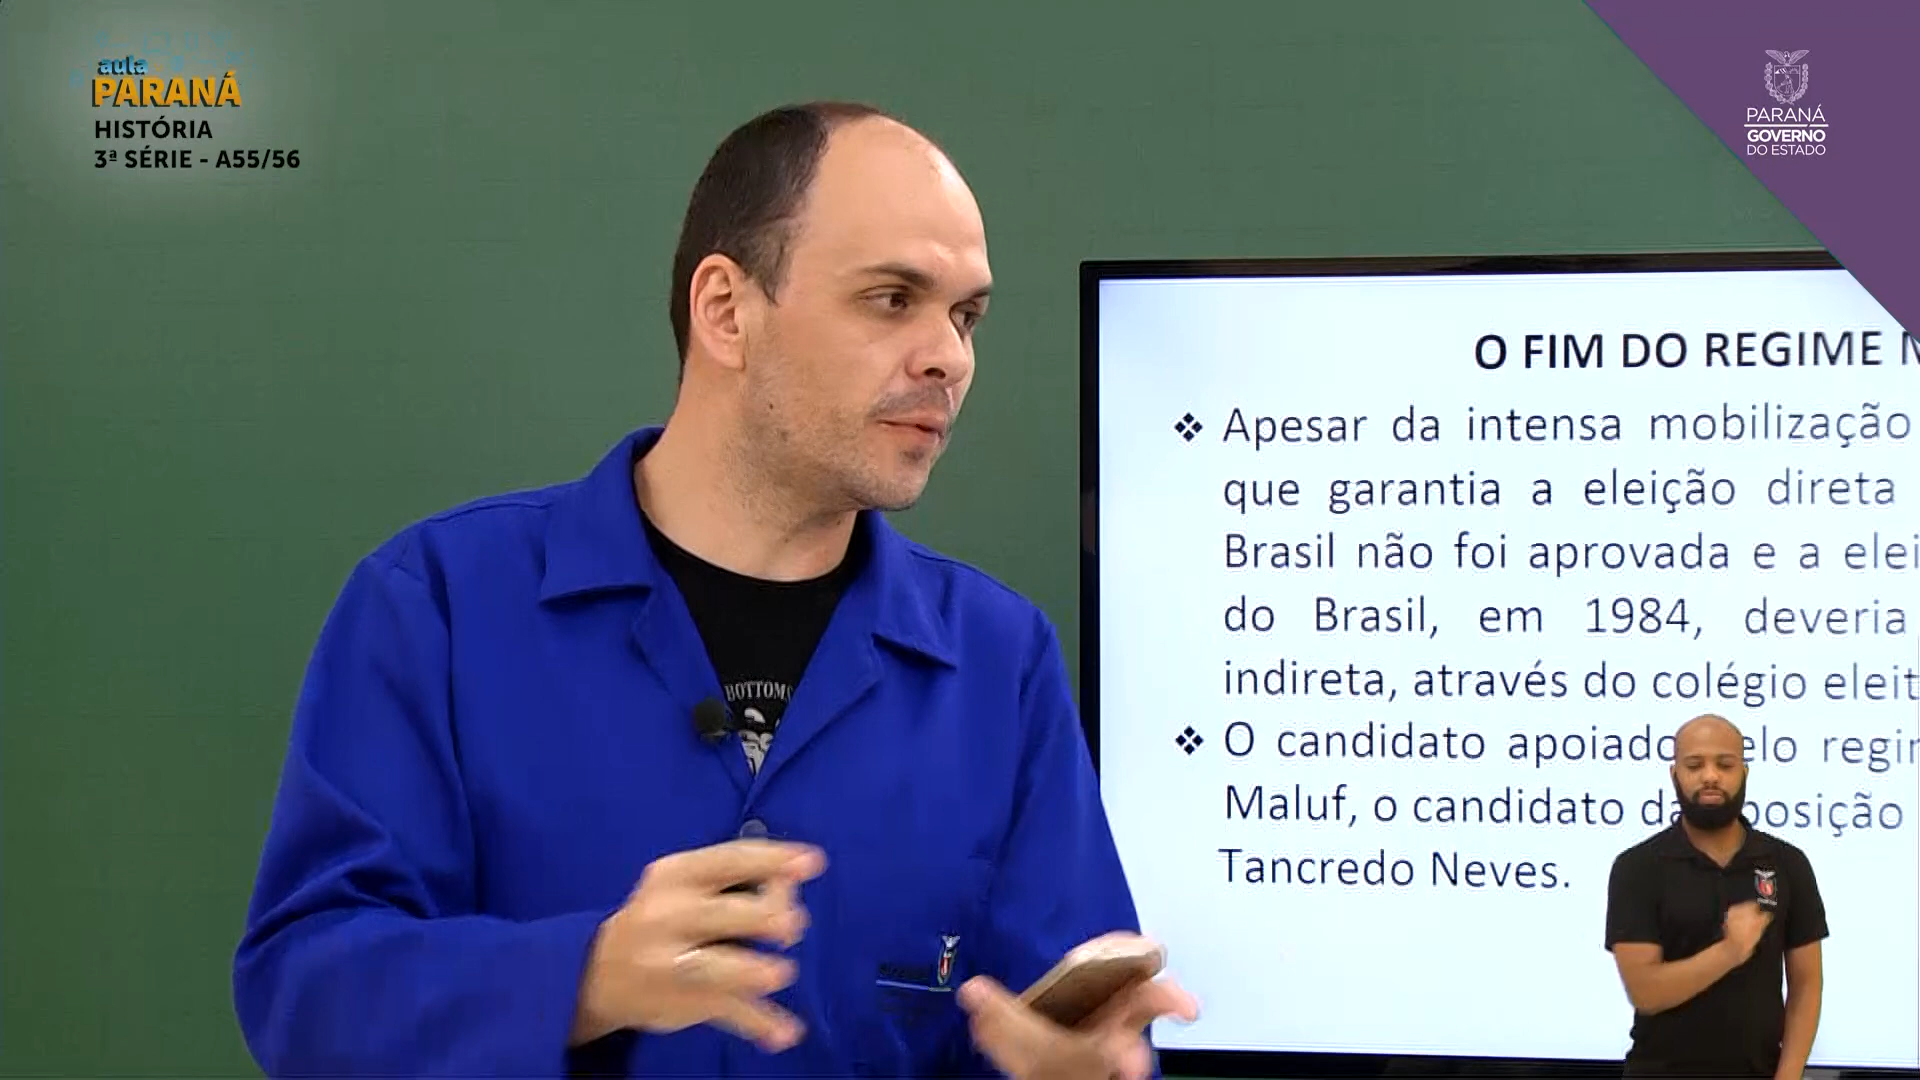 aula
PARANÁ
HISTÓRIA
3ª SÉRIE - A55/56
PARANÁ
GOVERNO
DO ESTADO
O FIM DO REGIME
❖ Apesar da intensa mobilização
que garantia a eleição direta
Brasil não foi aprovada e a elei
do Brasil, em 1984, deveria
indireta, através do colégio eleit
❖ O candidato apoiado elo regi
Maluf, o candidato da posição
Tancredo Neves.
BOTTOM